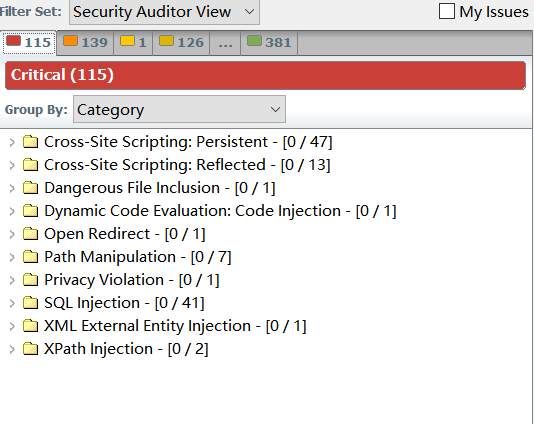 Filter Set: Security Auditor View My Issues
115 139 1 126 ... 381
Critical (115)
Group By: Category
Cross-Site Scripting: Persistent - [0 / 47]
Cross-Site Scripting: Reflected - [0 / 13]
Dangerous File Inclusion - [0 / 1]
Dynamic Code Evaluation: Code Injection - [0 / 1]
Open Redirect - [0 / 1]
Path Manipulation - [0 / 7]
Privacy Violation - [0 / 1]
SQL Injection - [0 / 41]
XML External Entity Injection - [0 / 1]
XPath Injection - [0 / 2]